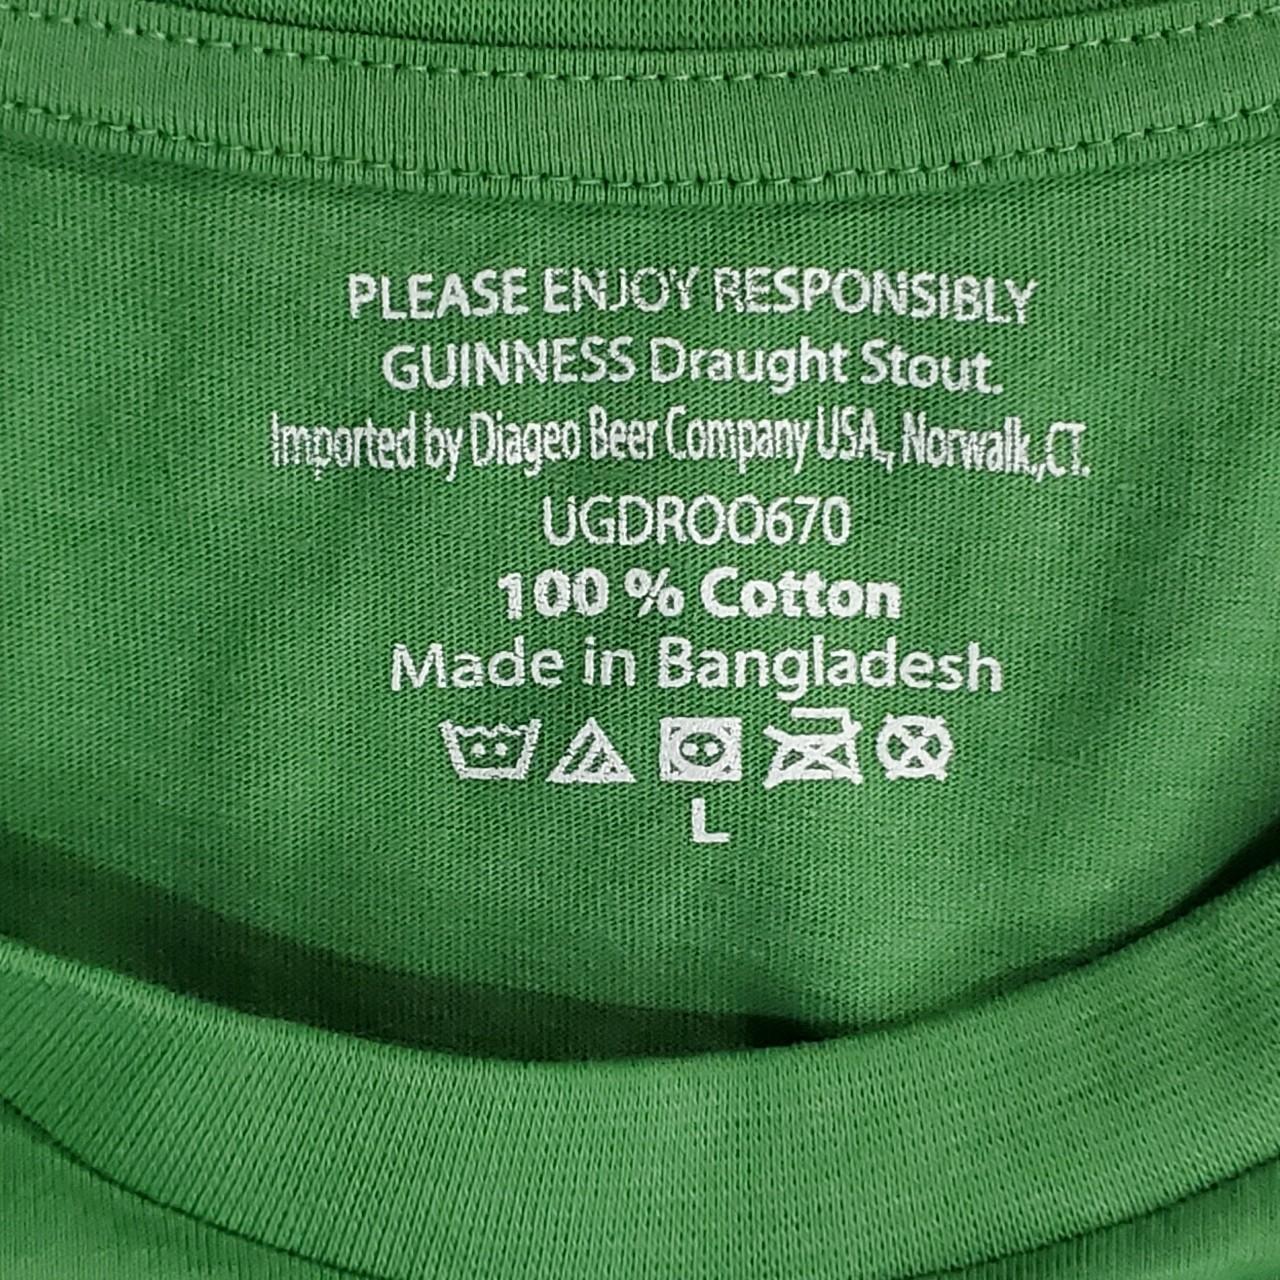 PLEASE ENJOY RESPONSIBLY
GUINNESS Draught Stout.
Imported by Diageo Beer Company USA., Norwalk.,CT.
UGDROO670
100 % Cotton
Made in Bangladesh
L